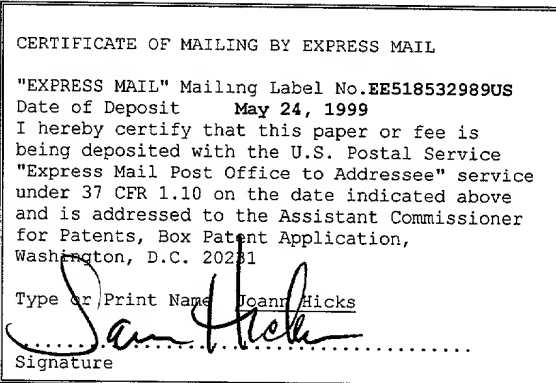 CERTIFICATE OF MAILING BY EXPRESS MAIL
"EXPRESS MAIL" Mailing Label No.EE518532989US
Date of Deposit May 24, 1999
I hereby certify that this paper or fee is
being deposited with the U.S. Postal Service
"Express Mail Post Office to Addressee" service
under 37 CFR 1.10 on the date indicated above
and is addressed to the Assistant Commissioner
for Patents, Box Patent Application,
Washington, D.C. 20231
Type or Print Name Joann Hicks
Signature